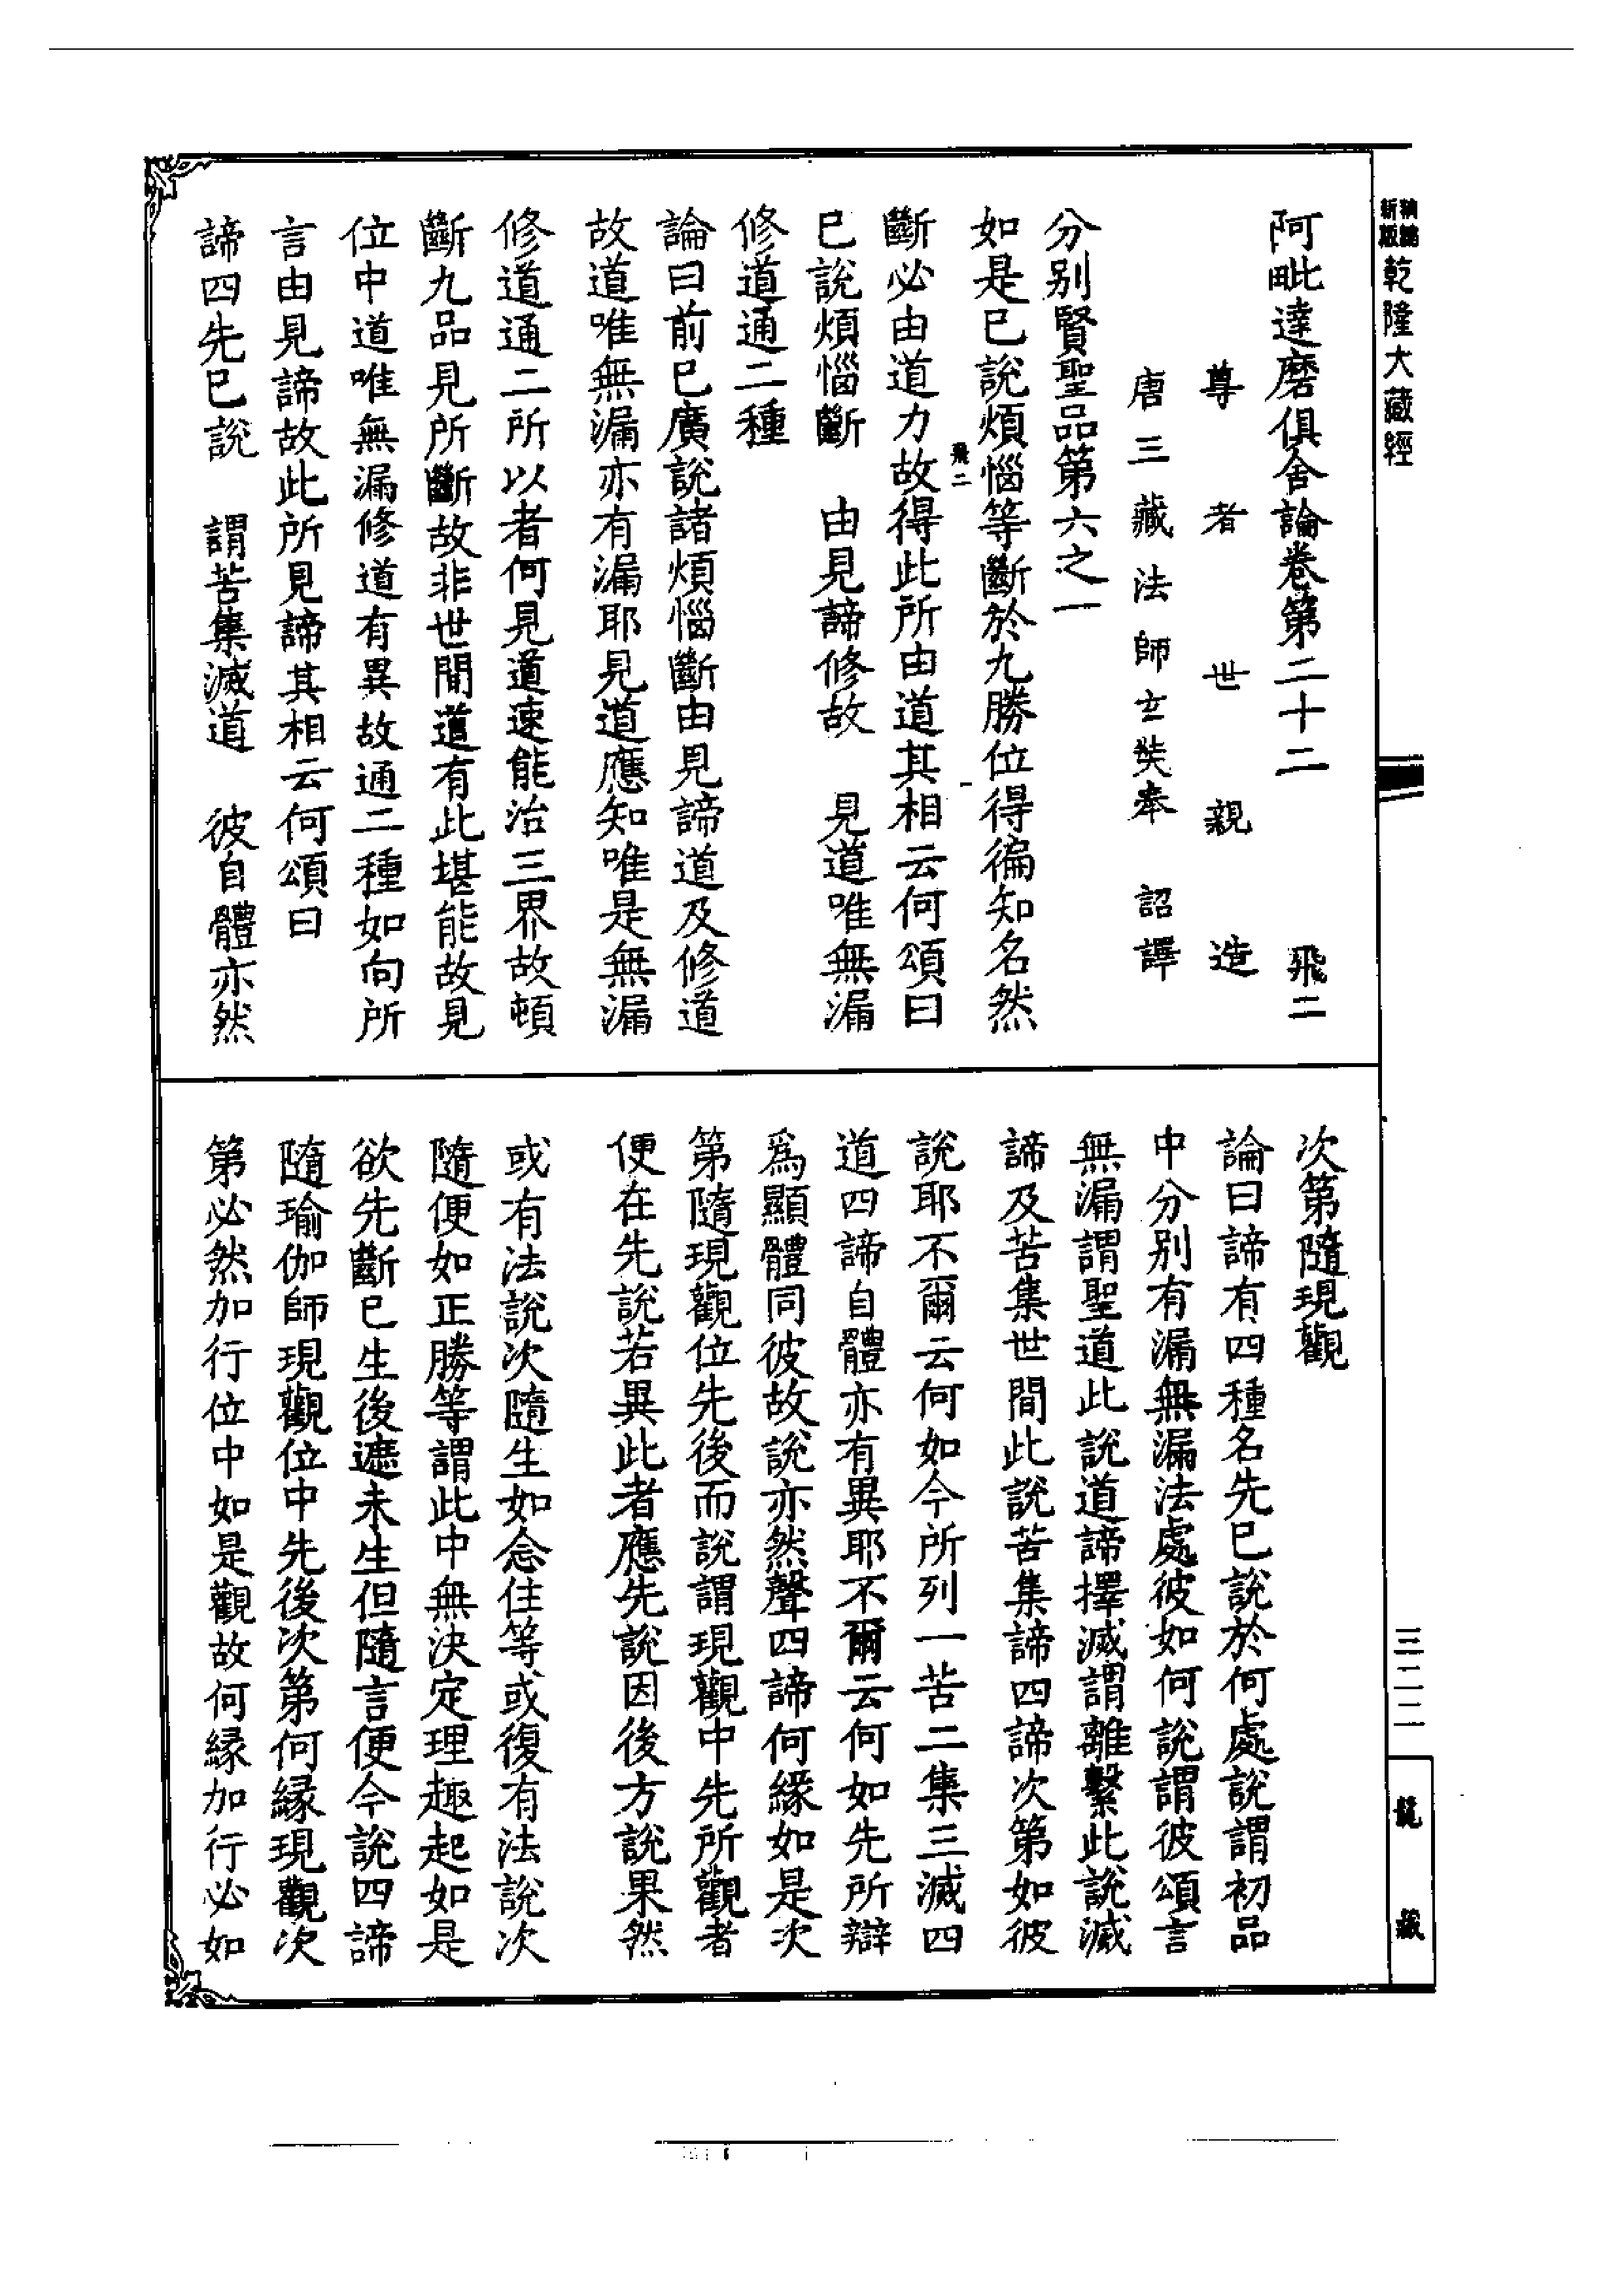 新版
精縮
乾隆大藏經
阿毗達磨俱舍論卷第二十二 飛二
尊者世親造
唐三藏法師玄奘奉 詔譯
分别賢聖品第六之一
如是已說煩惱等斷於九勝位得徧知名然
飛二
斷必由道力故得此所由道其相云何頌曰
已說煩惱斷 由見諦修故 見道唯無漏
修道通二種
論曰前已廣說諸煩惱斷由見諦道及修道
故道唯無漏亦有漏耶見道應知唯是無漏
修道通二所以者何見道速能治三界故頓
斷九品見所斷故非世間道有此堪能故見
位中道唯無漏修道有異故通二種如向所
言由見諦故此所見諦其相云何頌曰
諦四先已說 謂苦集滅道 彼自體亦然
次第隨現觀
論曰諦有四種名先已說於何處說謂初品
中分别有漏無漏法處彼如何說謂彼頌言
無漏謂聖道此說道諦擇滅謂離繫此說滅
諦及苦集世間此說苦集諦四諦次第如彼
說耶不爾云何如今所列一苦二集三滅四
道四諦自體亦有異耶不爾云何如先所辯
爲顯體同彼故說亦然聲四諦何緣如是次
第隨現觀位先後而說謂現觀中先所觀者
便在先說若異此者應先說因後方說果然
或有法說次隨生如念住等或復有法說次
隨便如正勝等謂此中無決定理趣起如是
欲先斷已生後遮未生但隨言便今說四諦
隨瑜伽師現觀位中先後次第何緣現觀次
第必然加行位中如是觀故何緣加行必如
三二二
龍藏